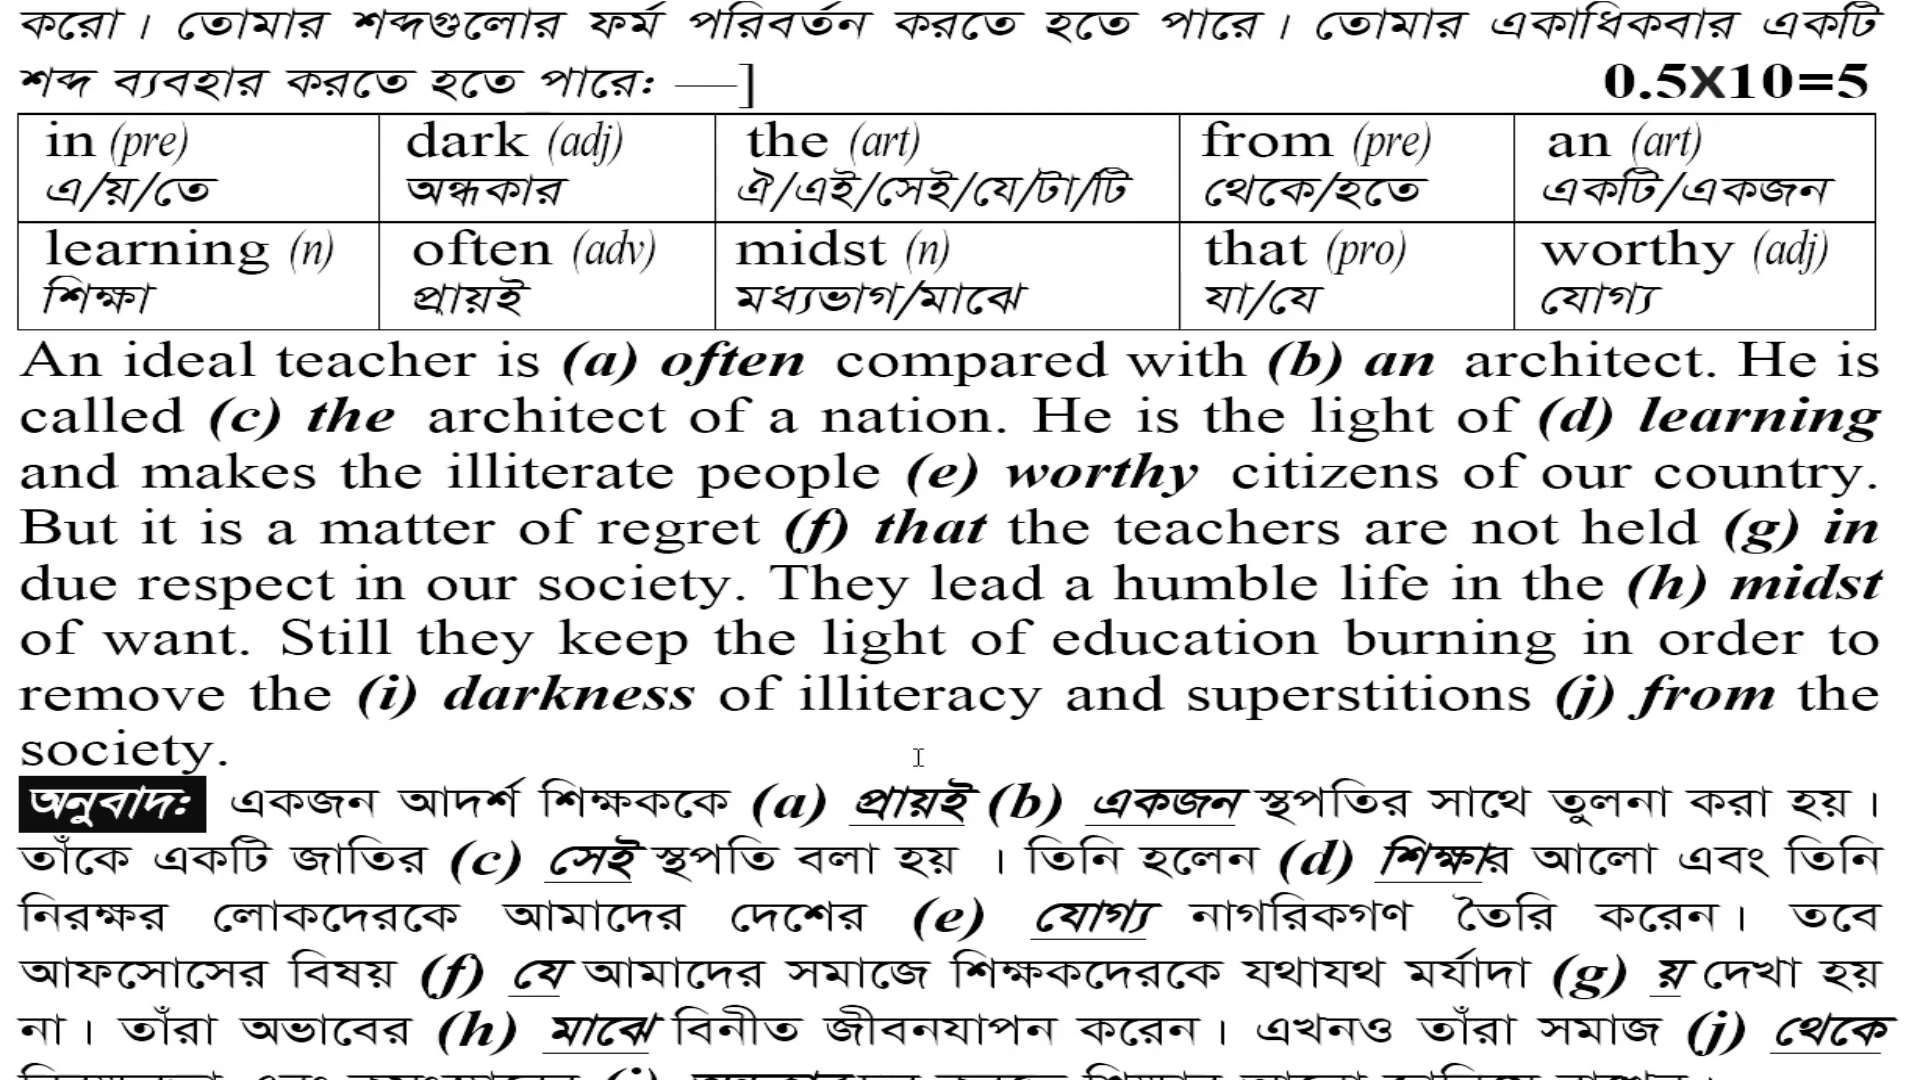 করো। তোমার শব্দগুলোর ফর্ম পরিবর্তন করতে হতে পারে। তোমার একাধিকবার একটি
শব্দ ব্যবহার করতে হতে পারেঃ —] 0.5X10=5
in (pre) dark (adj) the (art) from (pre) an (art)
এ/য়/তে অন্ধকার ঐ/এই/সেই/যে/টা/টি থেকে/হতে একটি/একজন
learning (n) often (adv) midst (n) that (pro) worthy (adj)
শিক্ষা প্রায়ই মধ্যভাগ/মাঝে যা/যে যোগ্য
An ideal teacher is (a) often compared with (b) an architect. He is
called (c) the architect of a nation. He is the light of (d) learning
and makes the illiterate people (e) worthy citizens of our country.
But it is a matter of regret (f) that the teachers are not held (g) in
due respect in our society. They lead a humble life in the (h) midst
of want. Still they keep the light of education burning in order to
remove the (i) darkness of illiteracy and superstitions (j) from the
society.
অনুবাদঃ একজন আদর্শ শিক্ষককে (a) প্রায়ই (b) একজন স্থপতির সাথে তুলনা করা হয়।
তাঁকে একটি জাতির (c) সেই স্থপতি বলা হয় । তিনি হলেন (d) শিক্ষার আলো এবং তিনি
নিরক্ষর লোকদেরকে আমাদের দেশের (e) যোগ্য নাগরিকগণ তৈরি করেন। তবে
আফসোসের বিষয় (f) যে আমাদের সমাজে শিক্ষকদেরকে যথাযথ মর্যাদা (g) য় দেখা হয়
না। তাঁরা অভাবের (h) মাঝে বিনীত জীবনযাপন করেন। এখনও তাঁরা সমাজ (j) থেকে